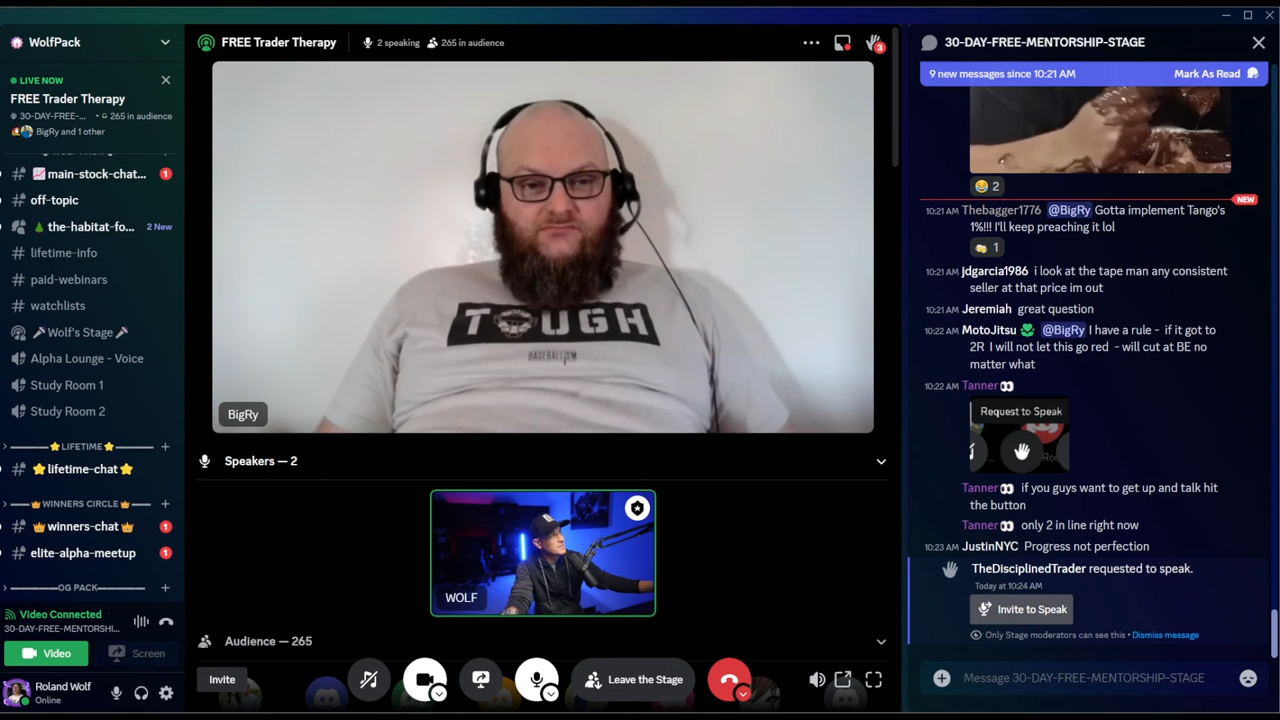 WolfPack
LIVE NOW
FREE Trader Therapy
30-DAY-FREE-... • 265 in audience
BigRy and 1 other
main-stock-chat... 1
off-topic
the-habitat-fo... 2 New
lifetime-info
paid-webinars
watchlists
Wolf's Stage
Alpha Lounge - Voice
Study Room 1
Study Room 2
LIFETIME
lifetime-chat
WINNERS CIRCLE
winners-chat 1
elite-alpha-meetup 1
OG PACK
Video Connected
30-DAY-FREE-MENTORSHI...
Video Screen
Roland Wolf
Online
FREE Trader Therapy 2 speaking 265 in audience 3
TOUGH
BASEBALLISM
BigRy
Speakers — 2
WOLF
Audience — 265
Invite Leave the Stage
30-DAY-FREE-MENTORSHIP-STAGE
9 new messages since 10:21 AM Mark As Read
2
NEW
10:21 AM Thebagger1776 @BigRy Gotta implement Tango's
1%!!! I'll keep preaching it lol
1
10:21 AM jdgarcia1986 i look at the tape man any consistent
seller at that price im out
10:21 AM Jeremiah great question
10:22 AM MotoJitsu @BigRy I have a rule - if it got to
2R I will not let this go red - will cut at BE no
matter what
10:22 AM Tanner
Request to Speak
Tanner if you guys want to get up and talk hit
the button
Tanner only 2 in line right now
10:23 AM JustinNYC Progress not perfection
TheDisciplinedTrader requested to speak.
Today at 10:24 AM
Invite to Speak
Only Stage moderators can see this • Dismiss message
Message 30-DAY-FREE-MENTORSHIP-STAGE